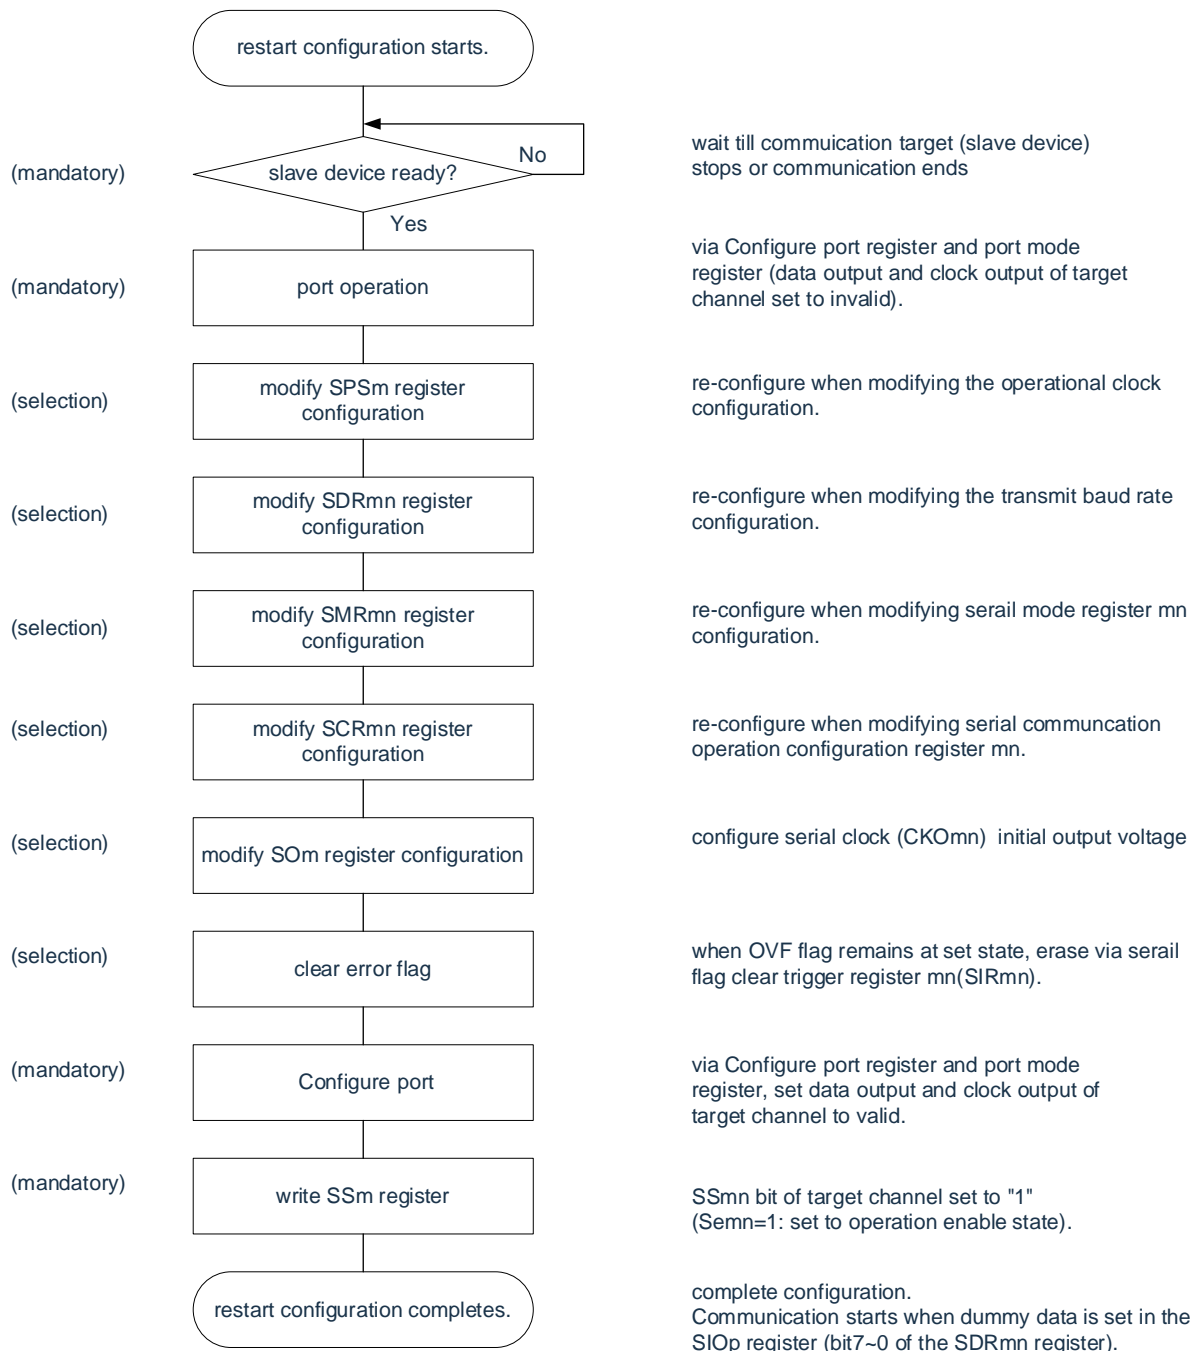 restart configuration starts.
(mandatory)
slave device ready?
No
wait till commuication target (slave device)
stops or communication ends
Yes
(mandatory)
port operation
via Configure port register and port mode
register (data output and clock output of target
channel set to invalid).
(selection)
modify SPSm register
configuration
re-configure when modifying the operational clock
configuration.
(selection)
modify SDRmn register
configuration
re-configure when modifying the transmit baud rate
configuration.
(selection)
modify SMRmn register
configuration
re-configure when modifying serail mode register mn
configuration.
(selection)
modify SCRmn register
configuration
re-configure when modifying serial communcation
operation configuration register mn.
(selection)
modify SOm register configuration
configure serial clock (CKOmn) initial output voltage
(selection)
clear error flag
when OVF flag remains at set state, erase via serail
flag clear trigger register mn(SIRmn).
(mandatory)
Configure port
via Configure port register and port mode
register, set data output and clock output of
target channel to valid.
(mandatory)
write SSm register
SSmn bit of target channel set to "1"
(Semn=1: set to operation enable state).
restart configuration completes.
complete configuration.
Communication starts when dummy data is set in the
SIOp register (bit7~0 of the SDRmn register).